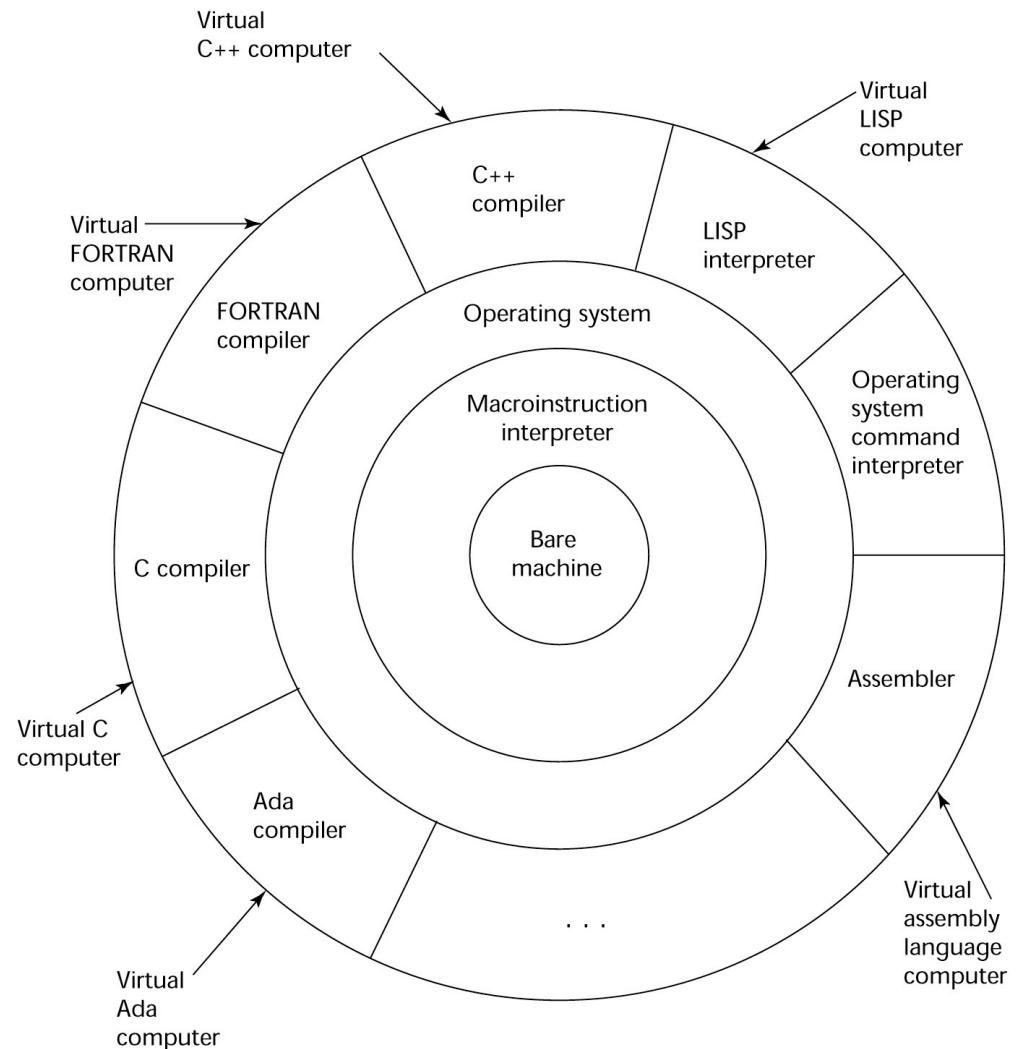 Virtual
C++ computer
Virtual
LISP
computer
C++
compiler
Virtual
FORTRAN
computer
LISP
interpreter
FORTRAN
compiler
Operating system
Operating
system
command
interpreter
Macroinstruction
interpreter
Bare
machine
C compiler
Assembler
Virtual C
computer
Ada
compiler
Virtual
assembly
language
computer
. . .
Virtual
Ada
computer